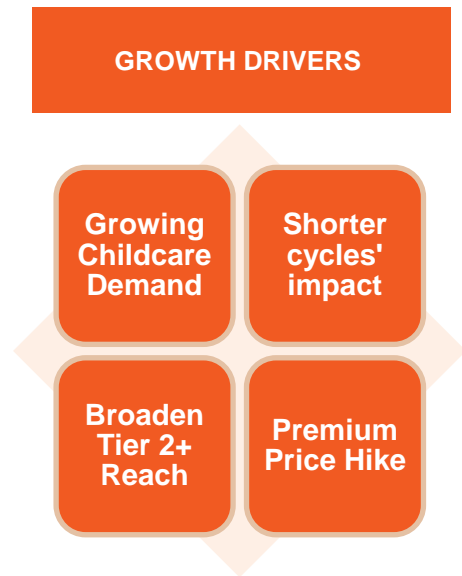 GROWTH DRIVERS
Growing
Childcare
Demand
Shorter
cycles'
impact
Broaden
Tier 2+
Reach
Premium
Price Hike